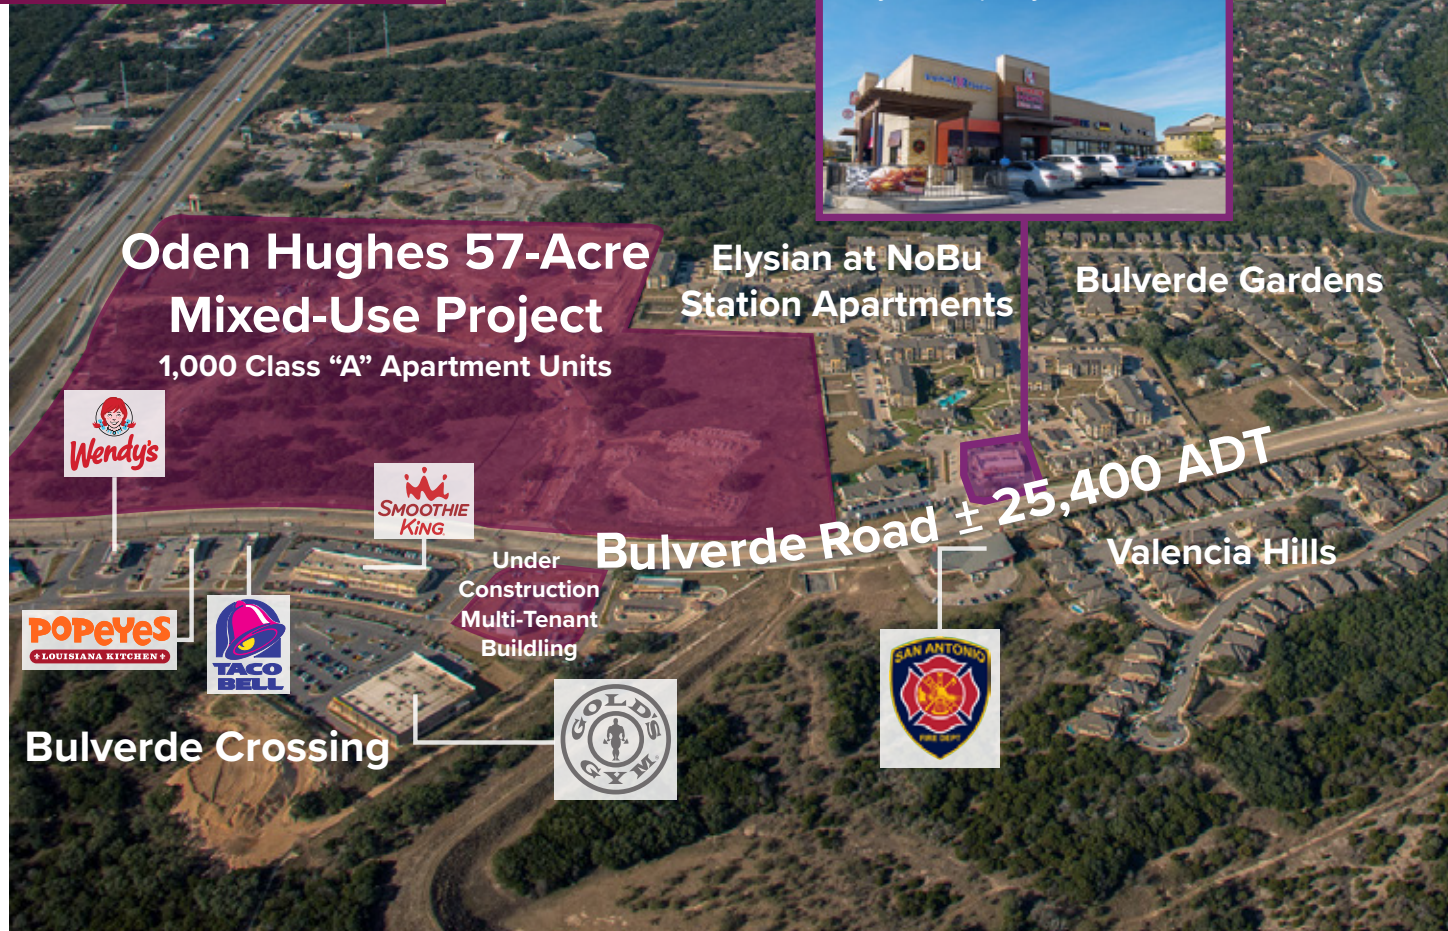 Oden Hughes 57-Acre
Mixed-Use Project
1,000 Class “A” Apartment Units
Elysian at NoBu
Station Apartments
Bulverde Gardens
Wendy's
SMOOTHIE
KING
Bulverde Road ± 25,400 ADT
Under
Construction
Multi-Tenant
Buildling
Valencia Hills
POPEYES
LOUISIANA KITCHEN
TACO
BELL
SAN ANTONIO
FIRE DEPT
GOLD'S
GYM
Bulverde Crossing